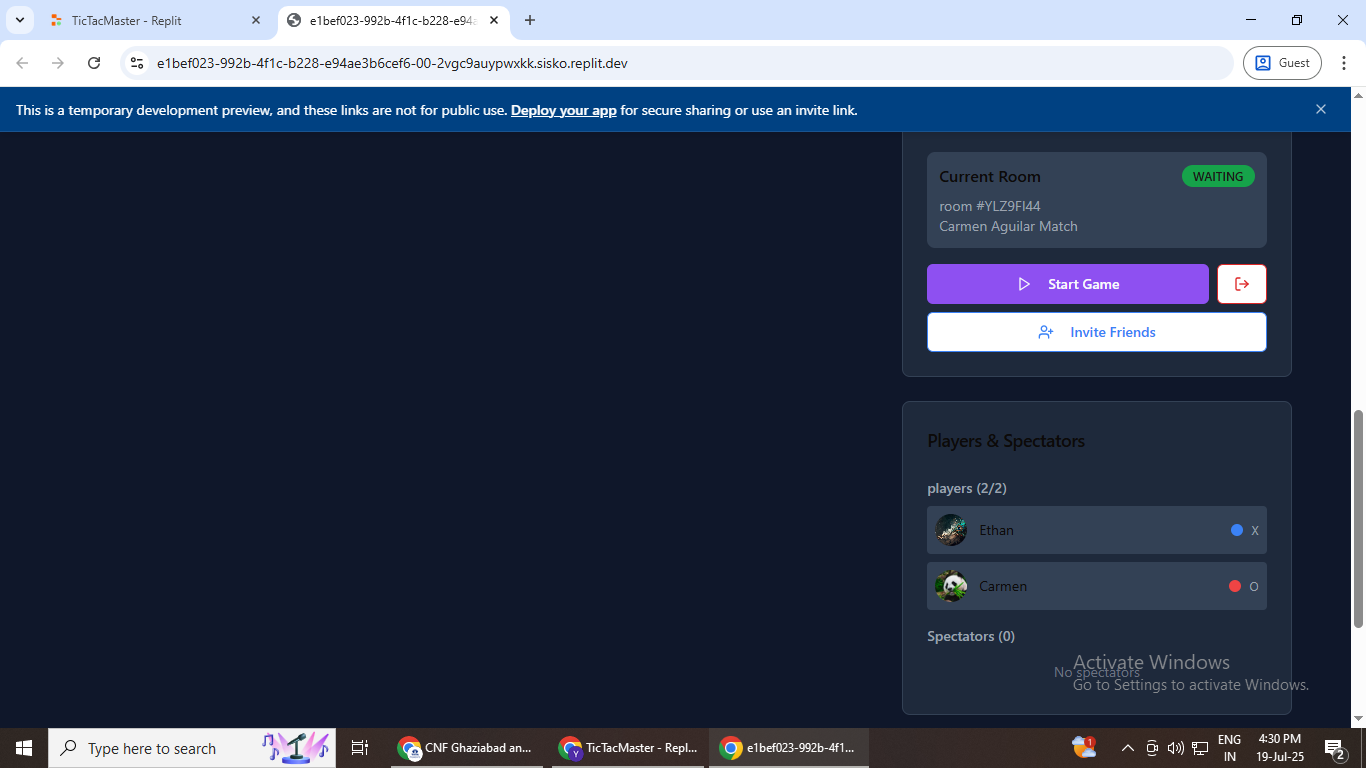 TicTacMaster - Replit
e1bef023-992b-4f1c-b228-e94a
e1bef023-992b-4f1c-b228-e94ae3b6cef6-00-2vgc9auypwxkk.sisko.replit.dev
Guest
This is a temporary development preview, and these links are not for public use. Deploy your app for secure sharing or use an invite link.
Current Room
WAITING
room #YLZ9FI44
Carmen Aguilar Match
Start Game
Invite Friends
Players & Spectators
players (2/2)
Ethan
X
Carmen
O
Spectators (0)
No spectators
Activate Windows
Go to Settings to activate Windows.
Type here to search
CNF Ghaziabad an...
TicTacMaster - Repl...
e1bef023-992b-4f1...
1
ENG
IN
4:30 PM
19-Jul-25
2